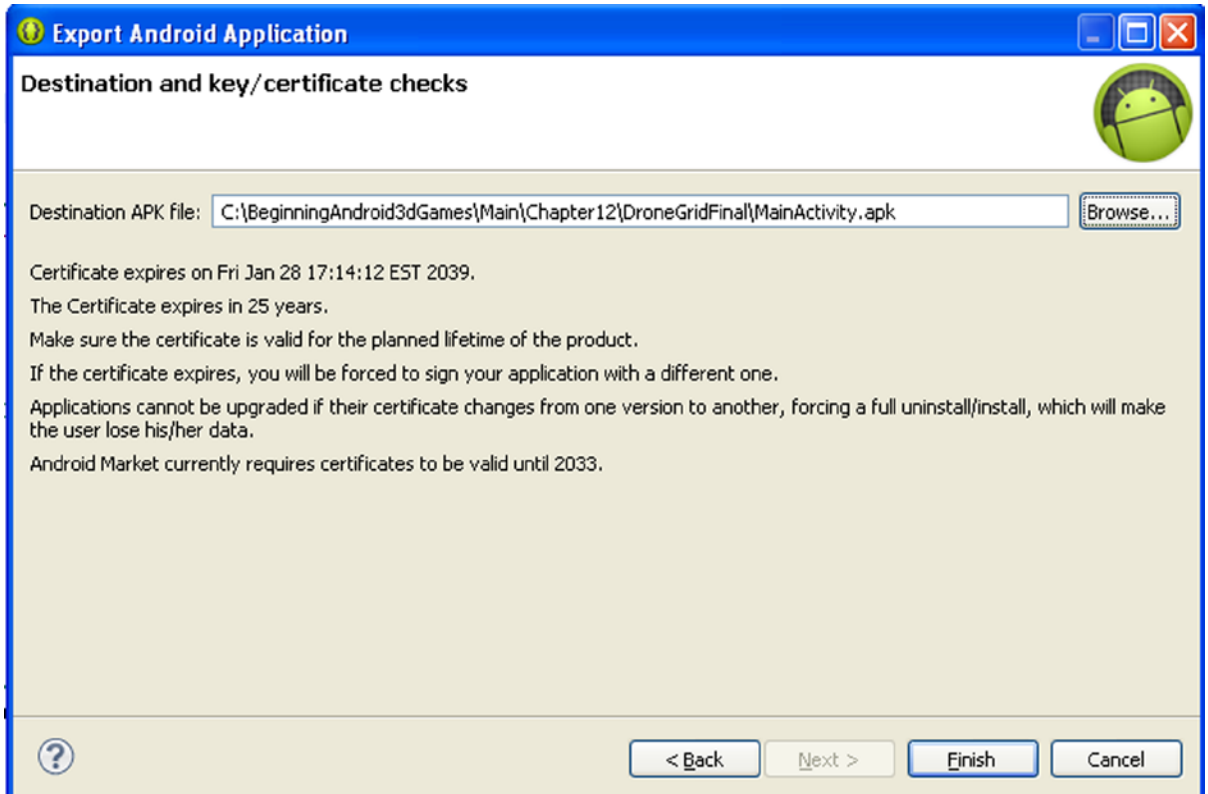 Export Android Application
Destination and key/certificate checks
Destination APK file: C:\BeginningAndroid3dGames\Main\Chapter12\DroneGridFinal\MainActivity.apk Browse...
Certificate expires on Fri Jan 28 17:14:12 EST 2039.
The Certificate expires in 25 years.
Make sure the certificate is valid for the planned lifetime of the product.
If the certificate expires, you will be forced to sign your application with a different one.
Applications cannot be upgraded if their certificate changes from one version to another, forcing a full uninstall/install, which will make
the user lose his/her data.
Android Market currently requires certificates to be valid until 2033.
? < Back Next > Finish Cancel